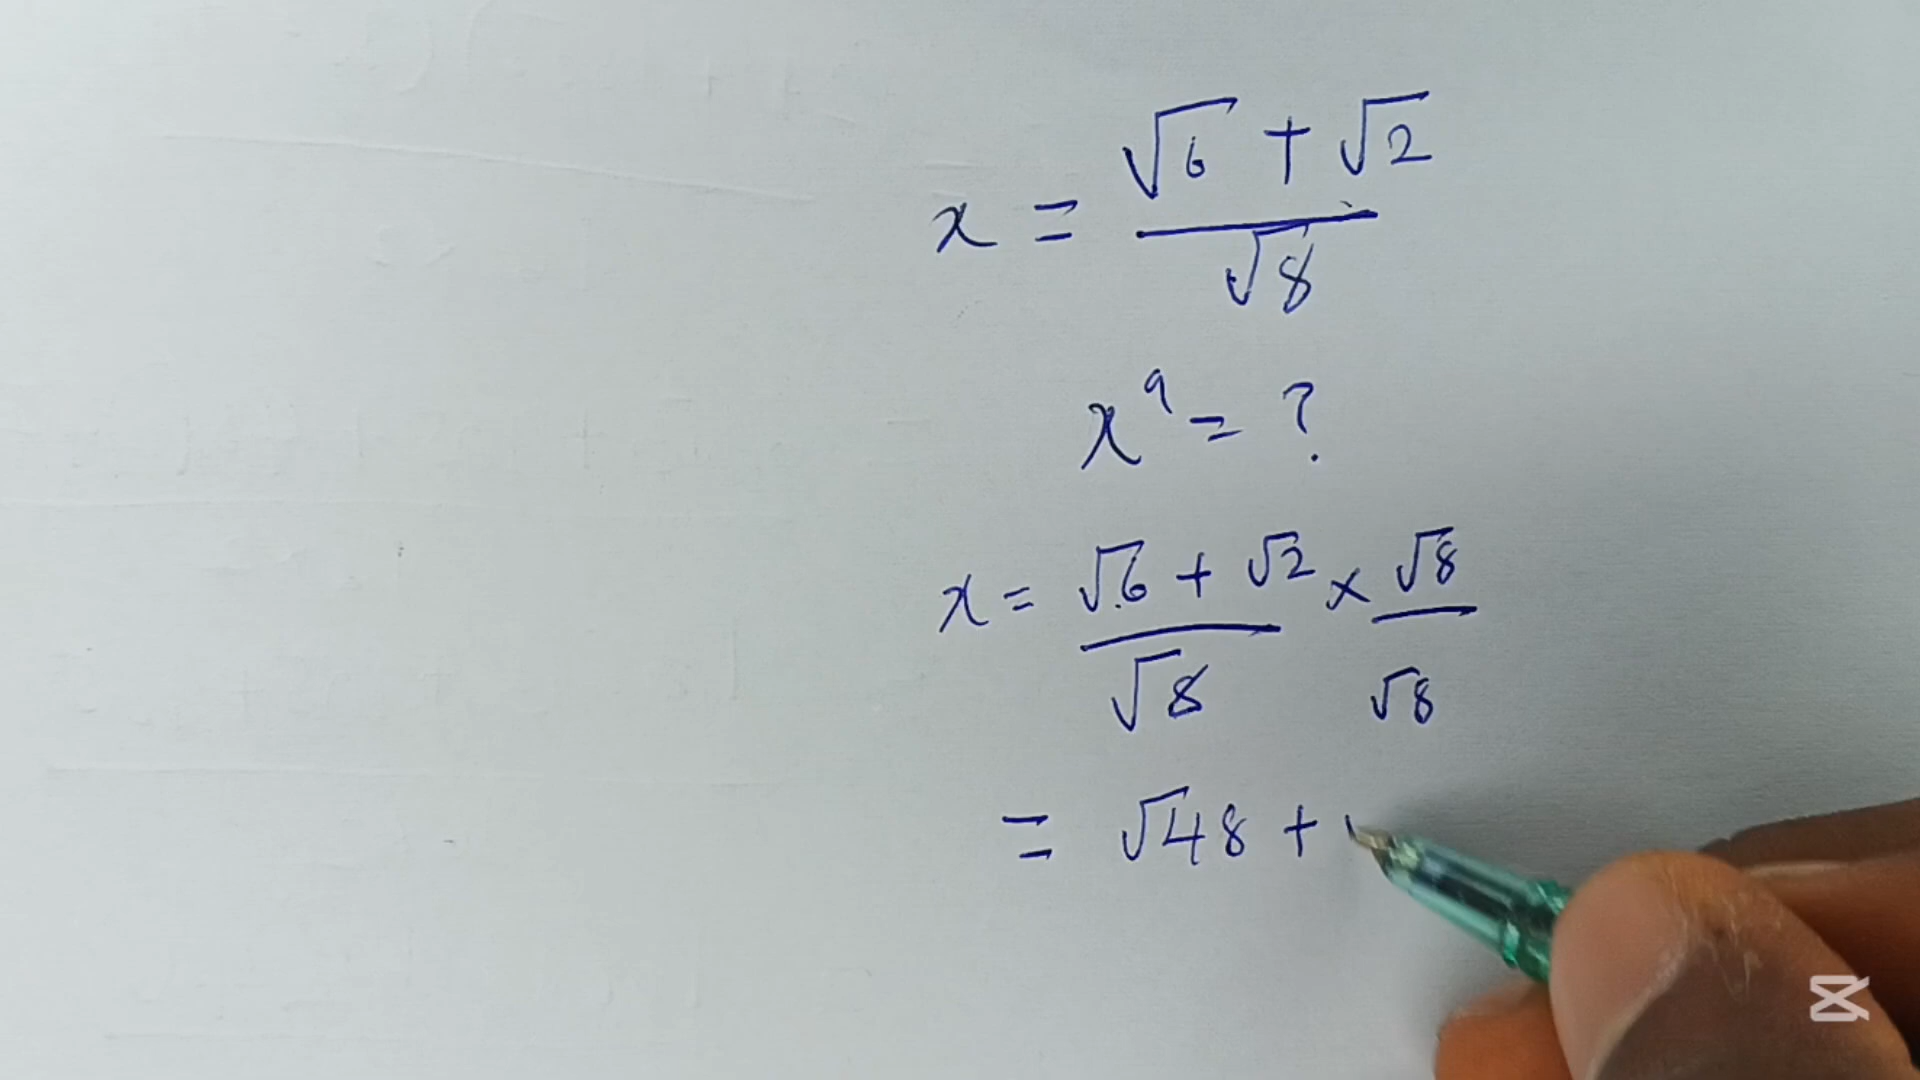 x = (√6 + √2)/√8
x⁹ = ?
x = (√6 + √2)/√8 × √8/√8
= √48 +